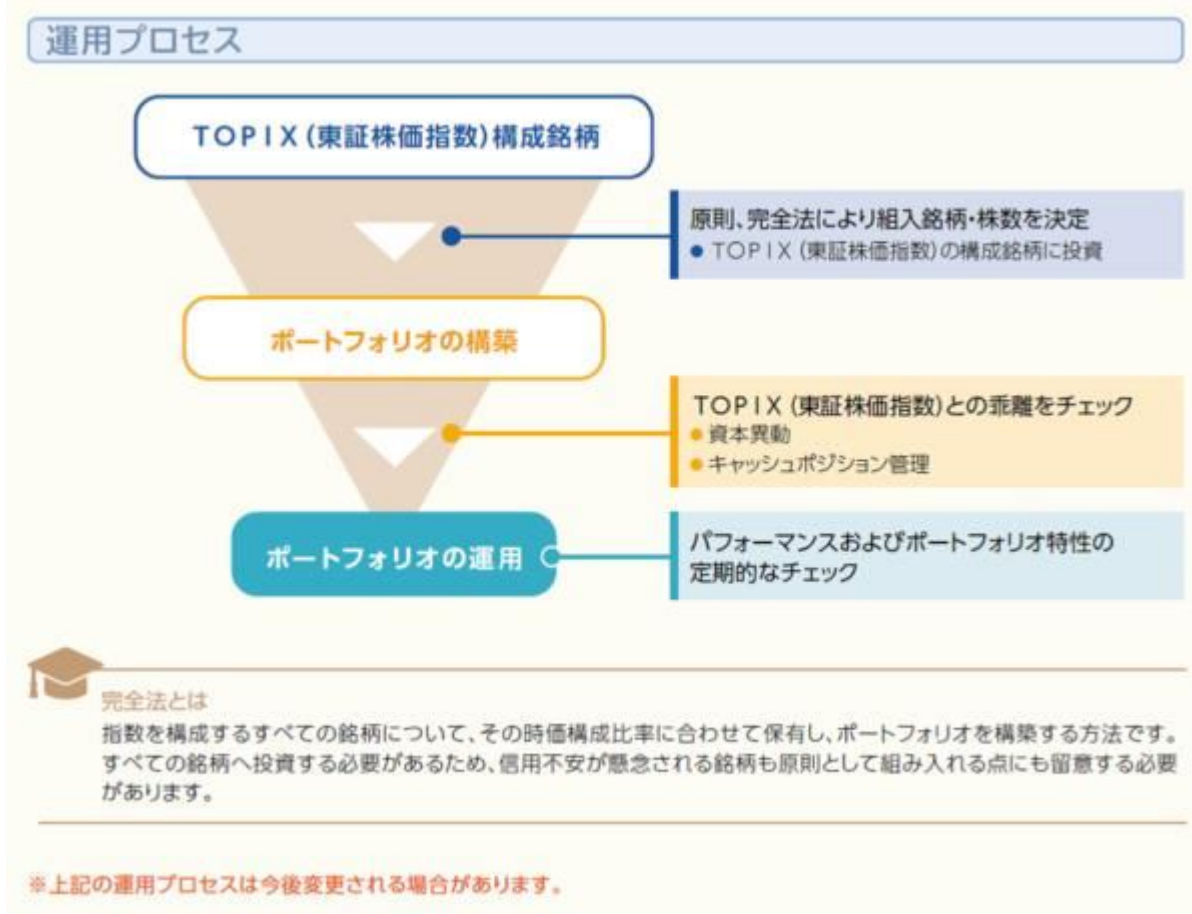 運用プロセス
TOPIX(東証株価指数)構成銘柄
原則、完全法により組入銘柄・株数を決定
● TOPIX(東証株価指数)の構成銘柄に投資
ポートフォリオの構築
TOPIX(東証株価指数)との乖離をチェック
● 資本異動
● キャッシュポジション管理
ポートフォリオの運用
パフォーマンスおよびポートフォリオ特性の
定期的なチェック
完全法とは
指数を構成するすべての銘柄について、その時価構成比率に合わせて保有し、ポートフォリオを構築する方法です。
すべての銘柄へ投資する必要があるため、信用不安が懸念される銘柄も原則として組み入れる点にも留意する必要
があります。
※上記の運用プロセスは今後変更される場合があります。